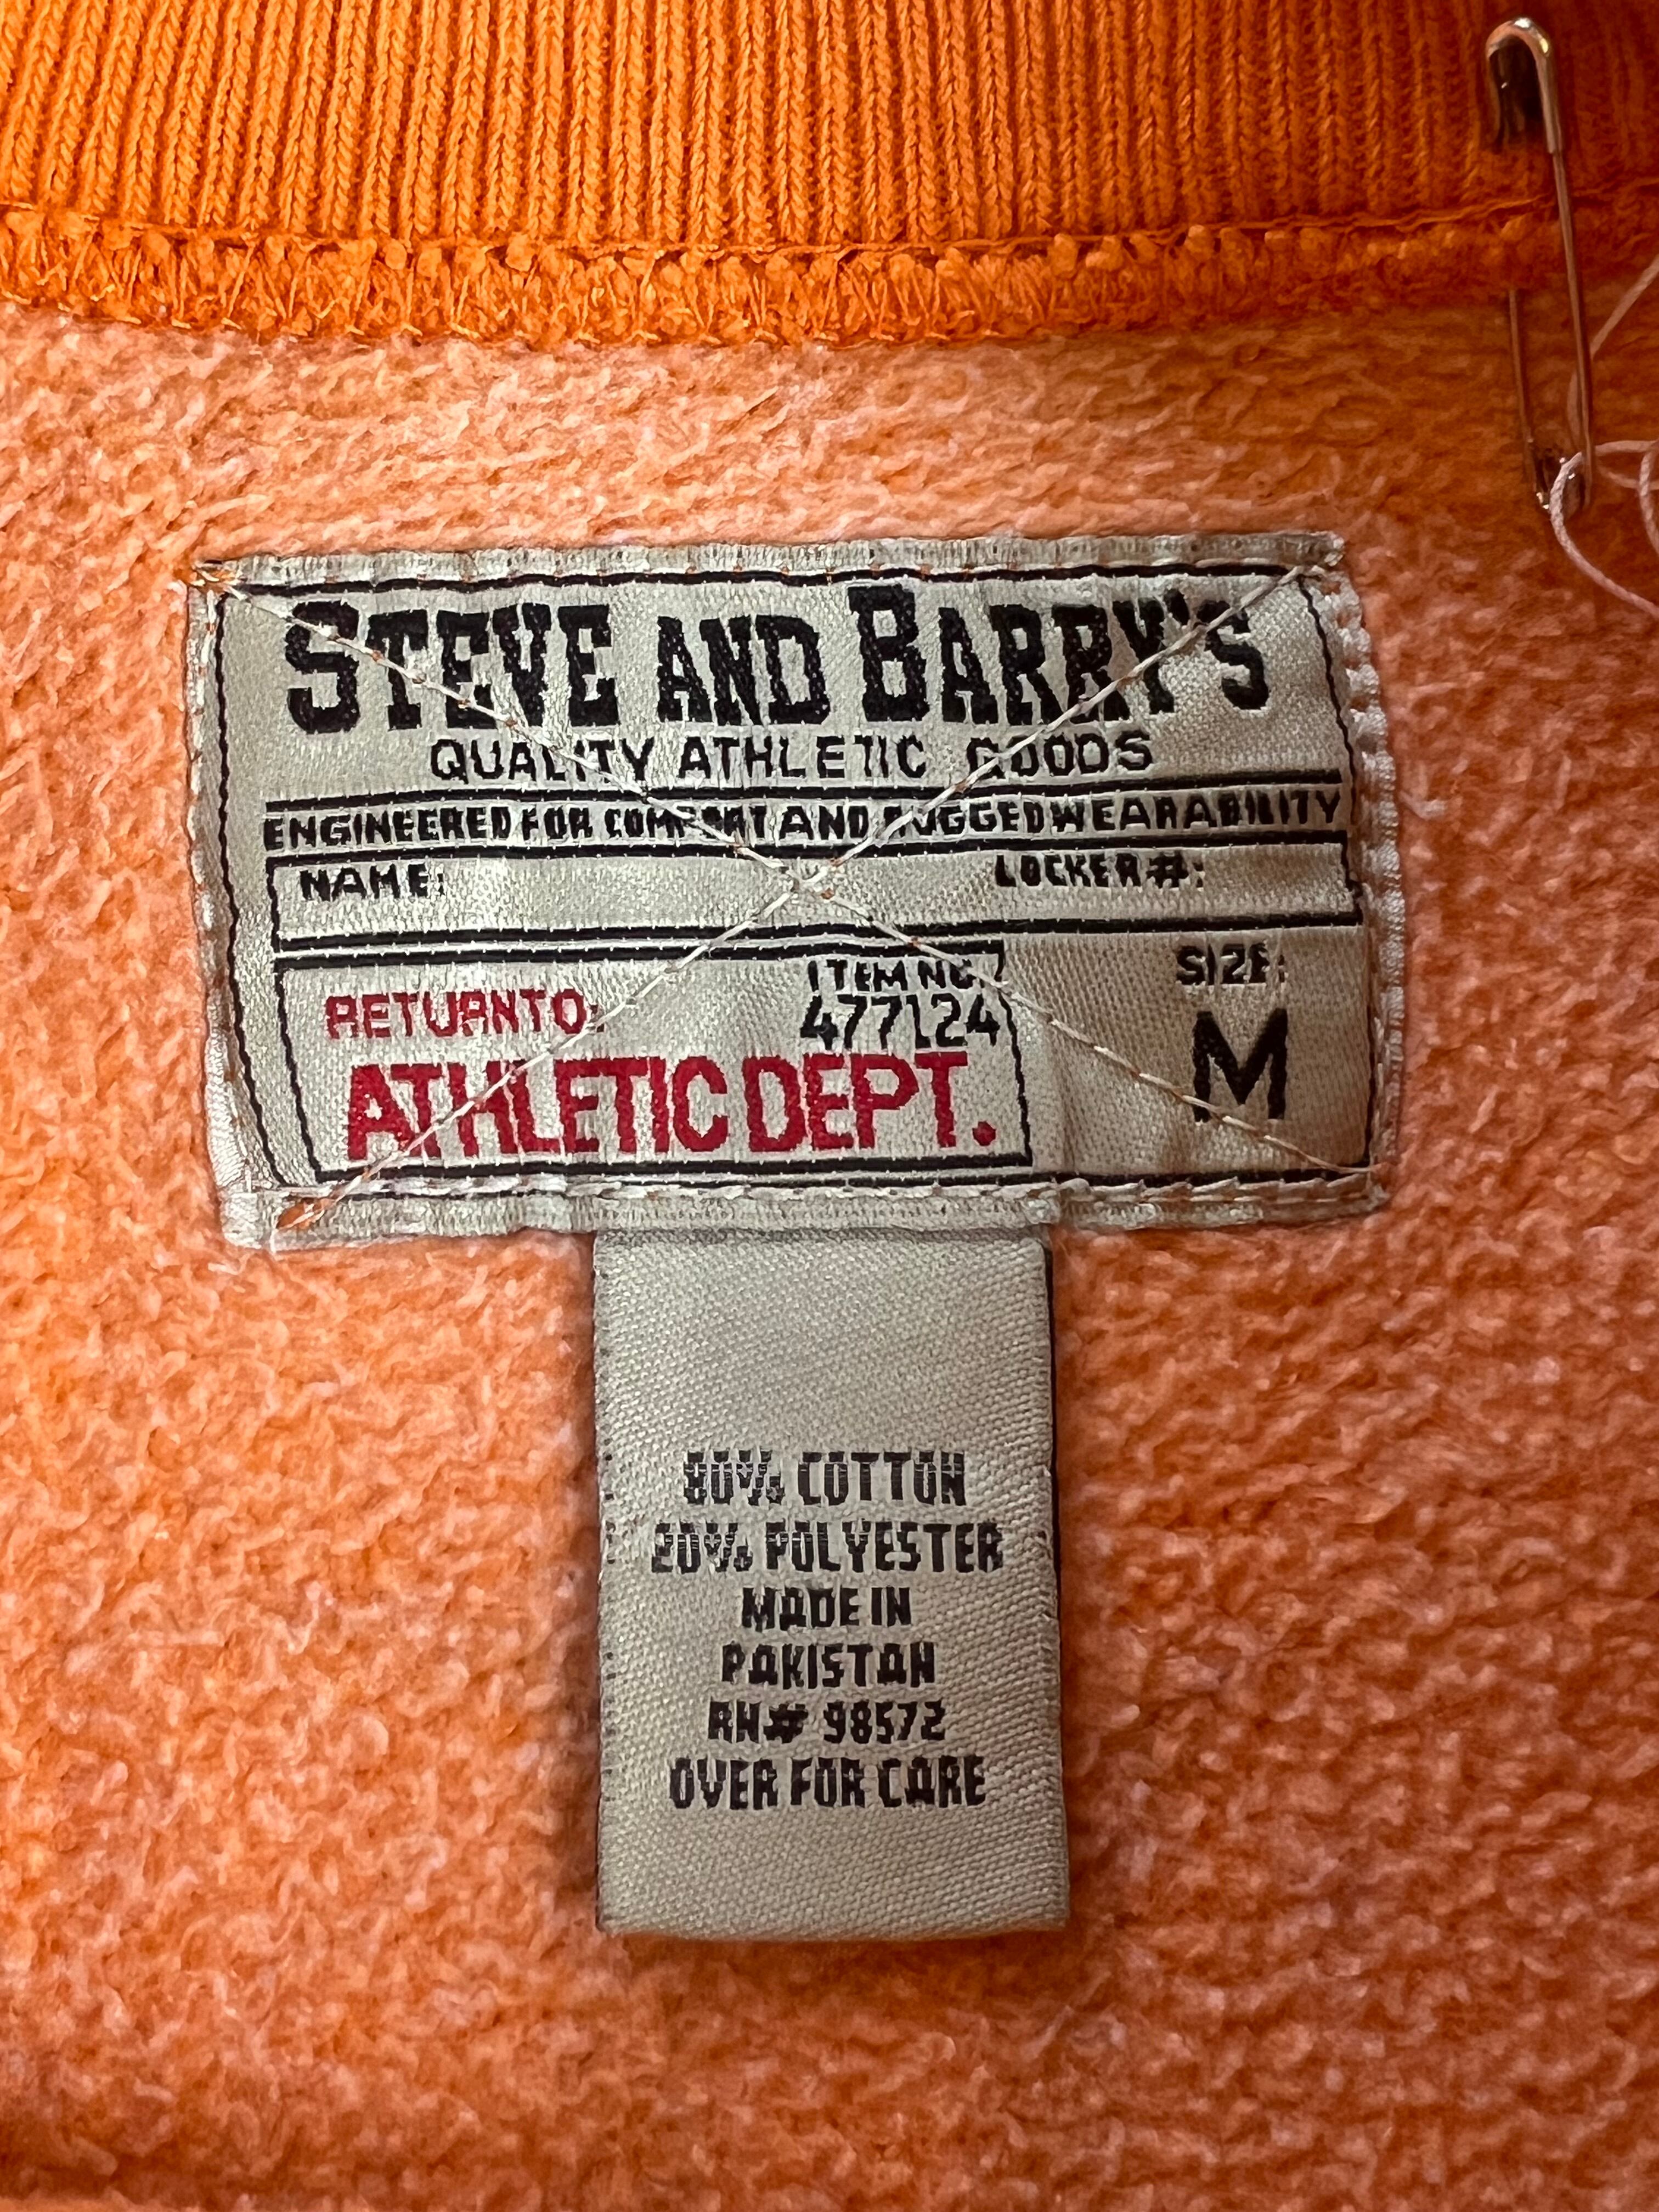 STEVE AND BARRY'S
QUALITY ATHLETIC GOODS
ENGINEERED FOR COMFORT AND RUGGED WEARABILITY
NAME: LOCKER#:
RETURN TO: ITEM NO. SIZE:
477124
ATHLETIC DEPT. M
80% COTTON
20% POLYESTER
MADE IN
PAKISTAN
RN# 98572
OVER FOR CARE